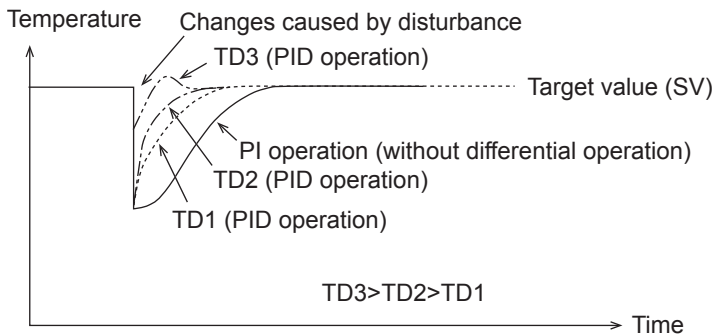 Temperature
Changes caused by disturbance
TD3 (PID operation)
Target value (SV)
PI operation (without differential operation)
TD2 (PID operation)
TD1 (PID operation)
TD3>TD2>TD1
Time